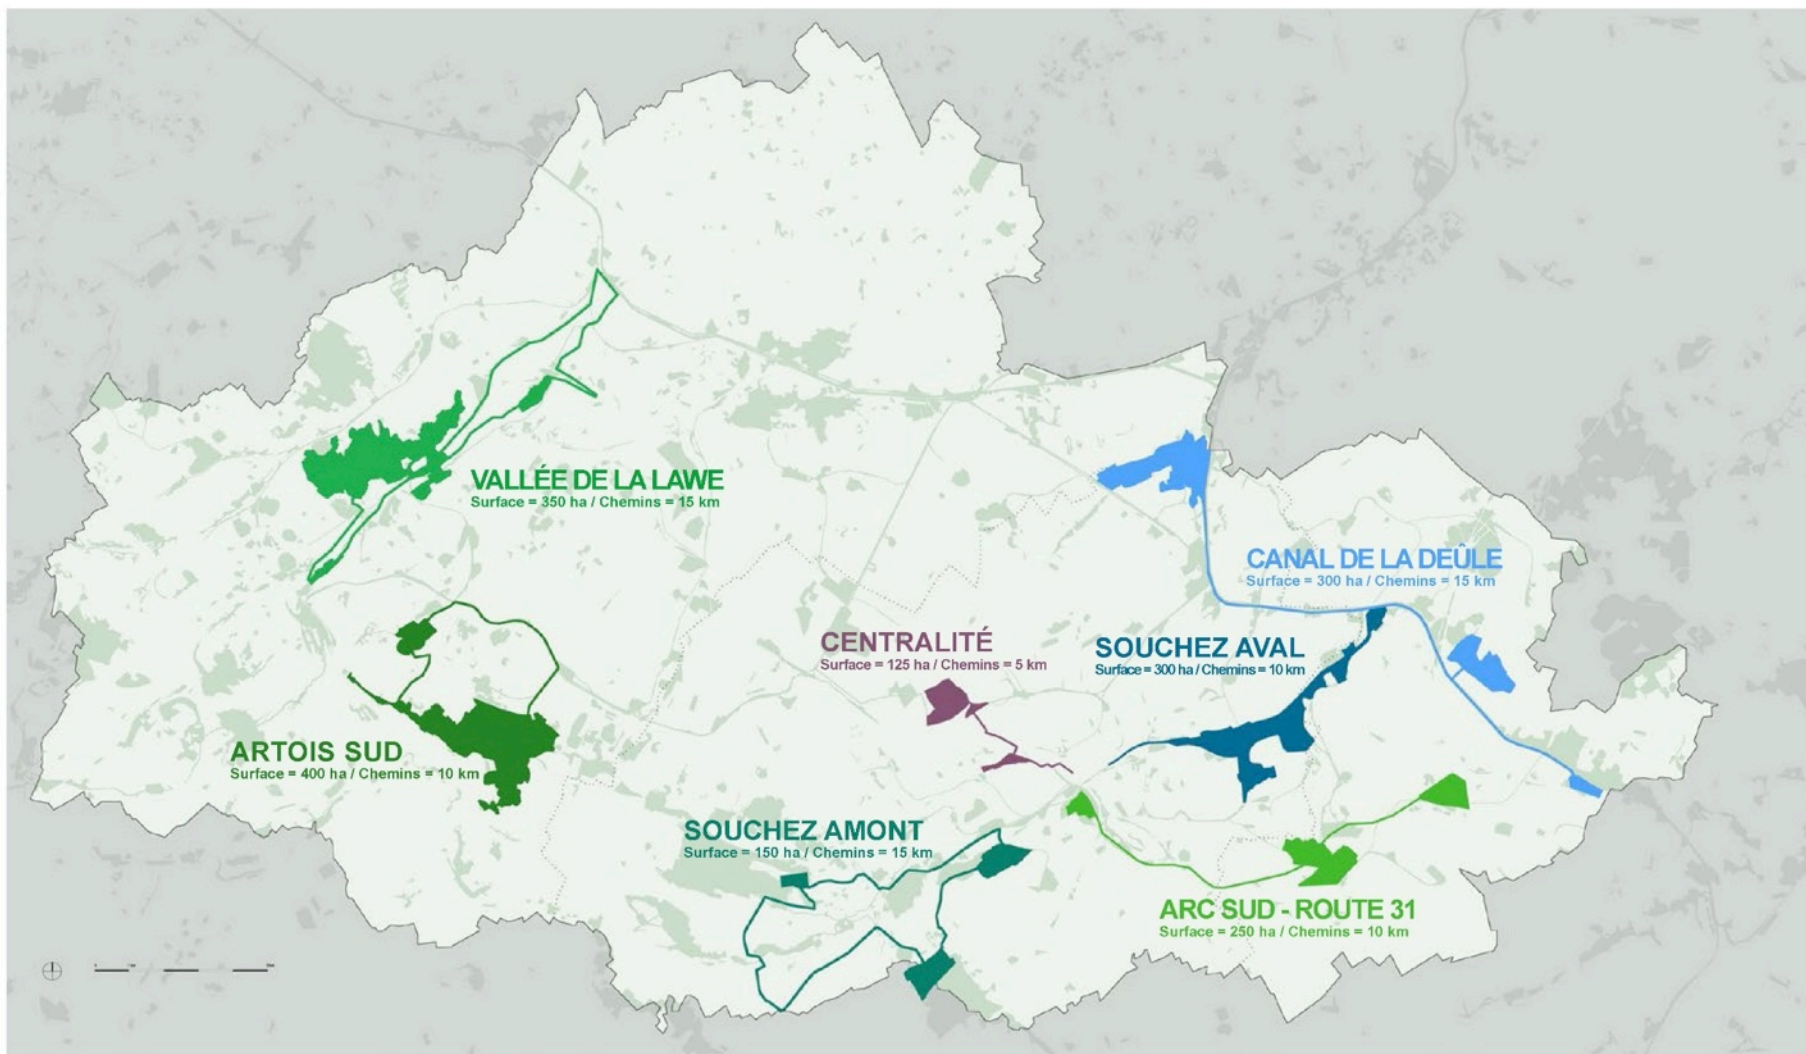 VALLÉE DE LA LAWE
Surface = 350 ha / Chemins = 15 km
CANAL DE LA DEÛLE
Surface = 300 ha / Chemins = 15 km
CENTRALITÉ
Surface = 125 ha / Chemins = 5 km
SOUCHEZ AVAL
Surface = 300 ha / Chemins = 10 km
ARTOIS SUD
Surface = 400 ha / Chemins = 10 km
SOUCHEZ AMONT
Surface = 150 ha / Chemins = 15 km
ARC SUD - ROUTE 31
Surface = 250 ha / Chemins = 10 km